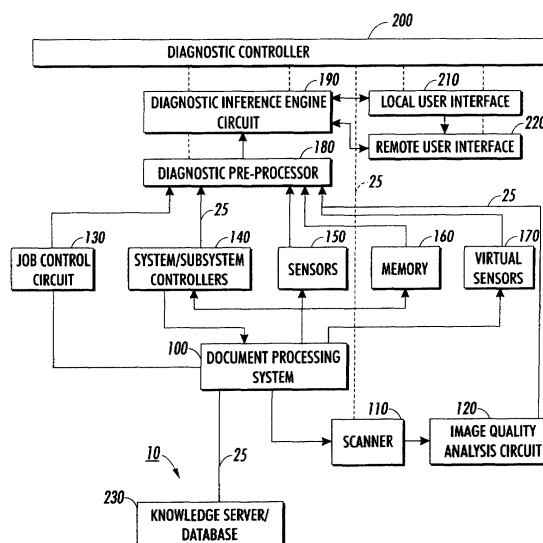 200
DIAGNOSTIC CONTROLLER
190
DIAGNOSTIC INFERENCE ENGINE
CIRCUIT
210
LOCAL USER INTERFACE
220
REMOTE USER INTERFACE
180
DIAGNOSTIC PRE-PROCESSOR
25
25
25
130
JOB CONTROL
CIRCUIT
140
SYSTEM/SUBSYSTEM
CONTROLLERS
150
SENSORS
160
MEMORY
170
VIRTUAL
SENSORS
100
DOCUMENT PROCESSING
SYSTEM
110
SCANNER
120
IMAGE QUALITY
ANALYSIS CIRCUIT
10
25
230
KNOWLEDGE SERVER/
DATABASE